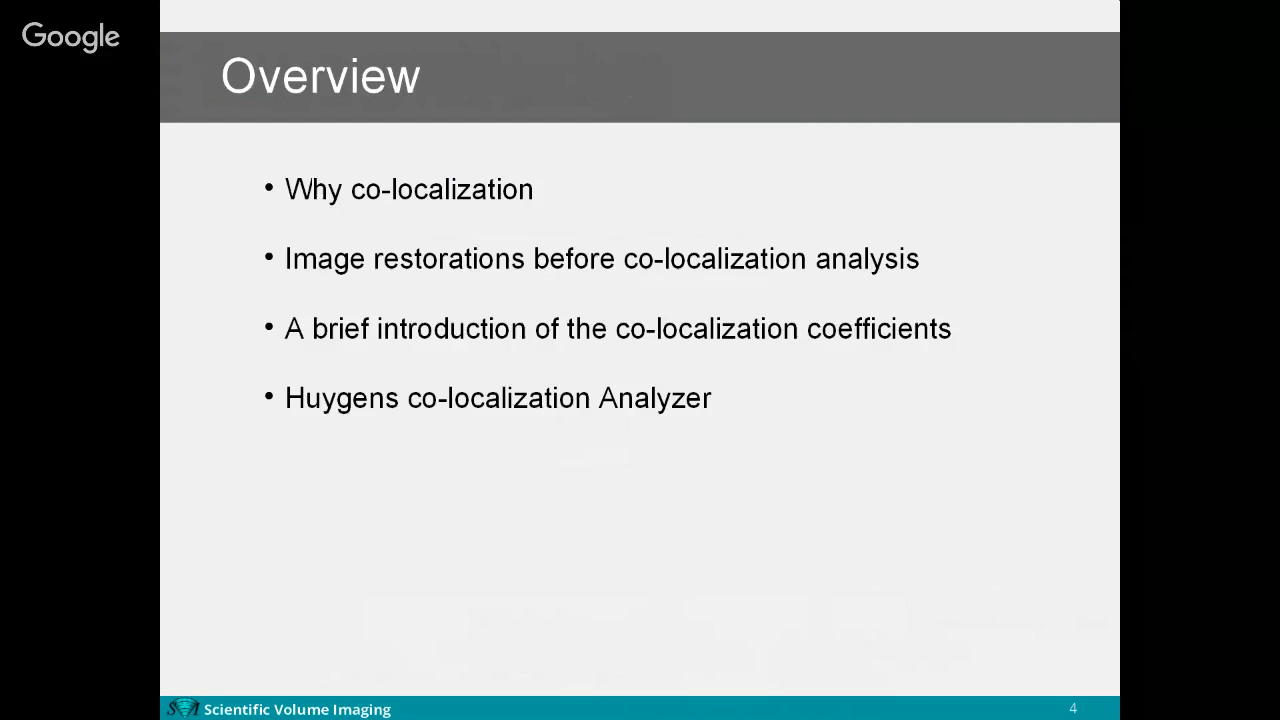 Google
Overview
• Why co-localization
• Image restorations before co-localization analysis
• A brief introduction of the co-localization coefficients
• Huygens co-localization Analyzer
SVI Scientific Volume Imaging
4